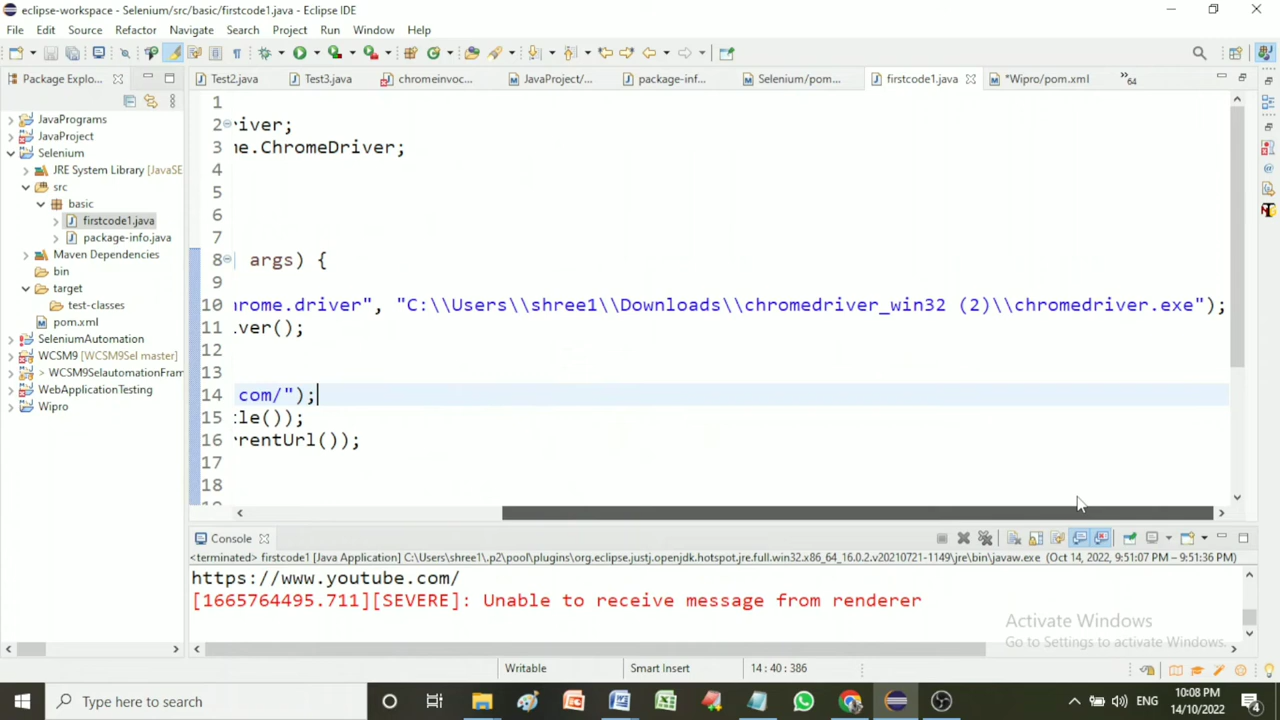 eclipse-workspace - Selenium/src/basic/firstcode1.java - Eclipse IDE
File Edit Source Refactor Navigate Search Project Run Window Help
Package Explo...
Test2.java Test3.java chromeinvoc... JavaProject/... package-inf... Selenium/pom... firstcode1.java *Wipro/pom.xml »64
JavaPrograms
JavaProject
Selenium
JRE System Library [JavaSE
src
basic
firstcode1.java
package-info.java
Maven Dependencies
bin
target
test-classes
pom.xml
SeleniumAutomation
WCSM9 [WCSM9Sel master]
> WCSM9SelautomationFram
WebApplicationTesting
Wipro
1
2 river;
3 me.ChromeDriver;
4
5
6
7
8 args) {
9
10 hrome.driver", "C:\\Users\\shree1\\Downloads\\chromedriver_win32 (2)\\chromedriver.exe");
11 .ver();
12
13
14 com/");
15 tle());
16 rrentUrl());
17
18
Console
<terminated> firstcode1 [Java Application] C:\Users\shree1\.p2\pool\plugins\org.eclipse.justj.openjdk.hotspot.jre.full.win32.x86_64_16.0.2.v20210721-1149\jre\bin\javaw.exe (Oct 14, 2022, 9:51:07 PM – 9:51:36 PM)
https://www.youtube.com/
[1665764495.711][SEVERE]: Unable to receive message from renderer
Activate Windows
Go to Settings to activate Windows.
Writable Smart Insert 14 : 40 : 386
Type here to search
ENG
10:08 PM
14/10/2022
4